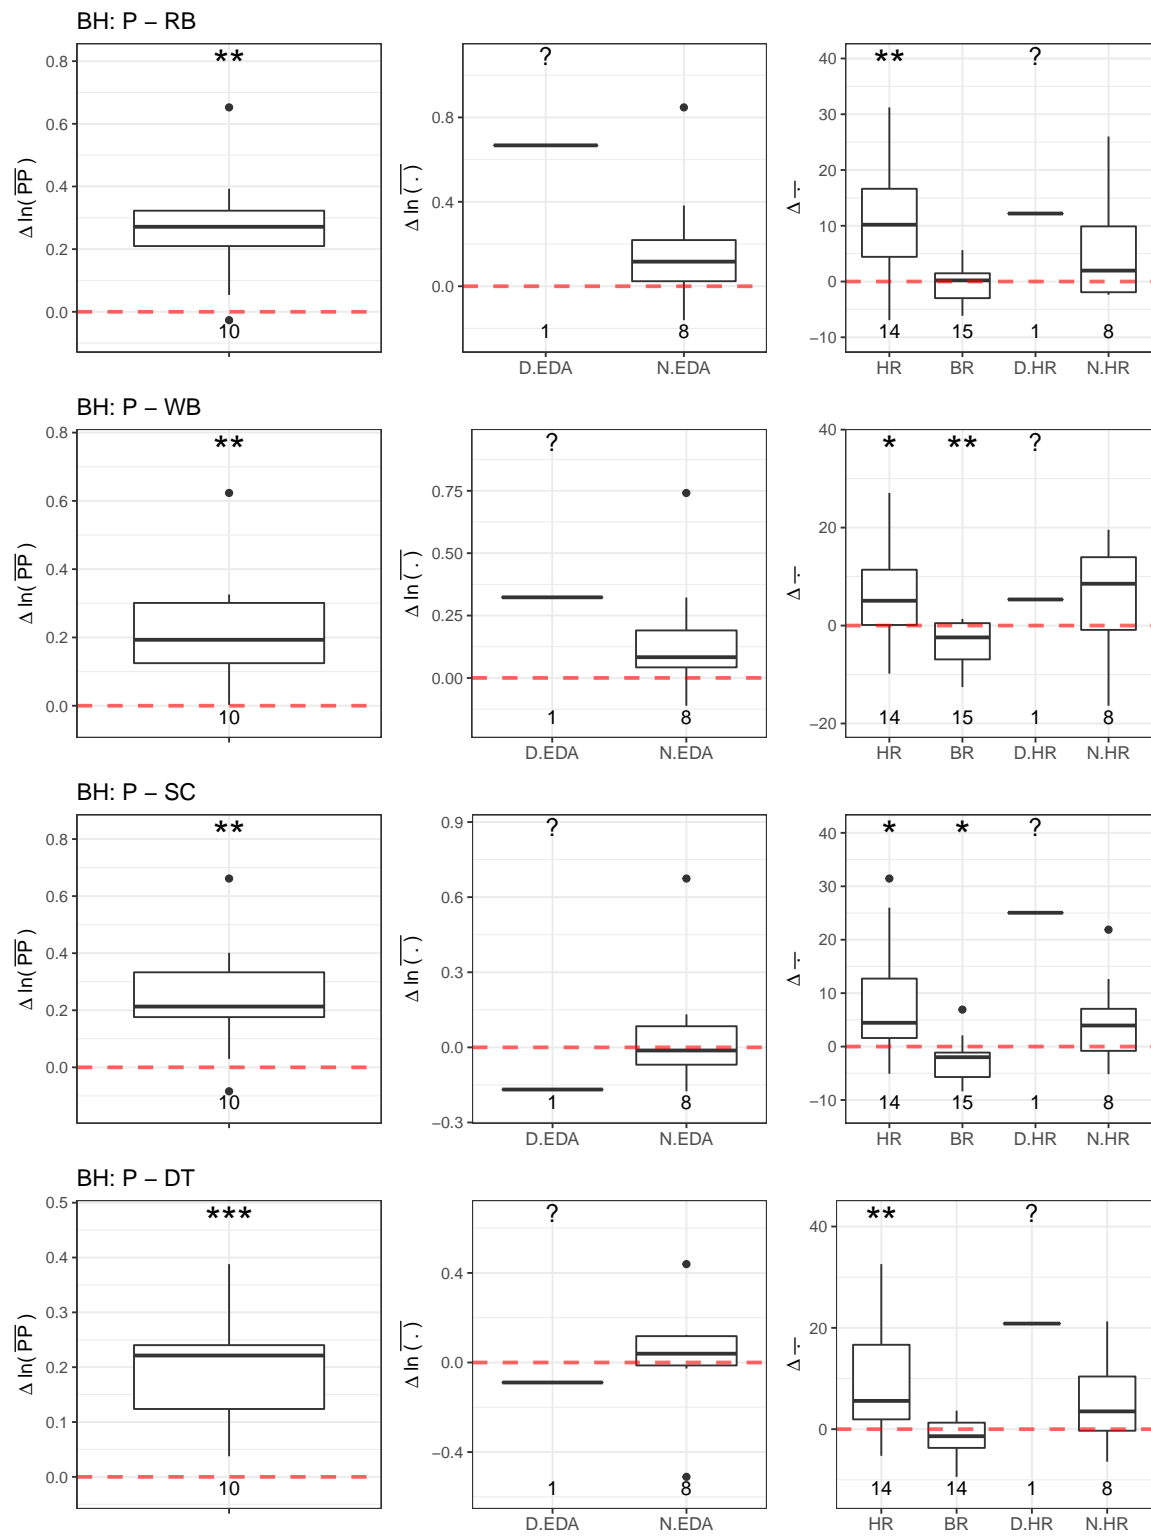 BH: P − RB
** ? ** ?
0.8
0.6
0.4
0.2
0.0
Δ ln( PP )
10
0.8
0.4
0.0
Δ ln ( . )
1 8
D.EDA N.EDA
40
30
20
10
0
−10
Δ .
14 15 1 8
HR BR D.HR N.HR
BH: P − WB
** ? * ** ?
0.8
0.6
0.4
0.2
0.0
Δ ln( PP )
10
0.75
0.50
0.25
0.00
Δ ln ( . )
1 8
D.EDA N.EDA
40
20
0
−20
Δ .
14 15 1 8
HR BR D.HR N.HR
BH: P − SC
** ? * * ?
0.8
0.6
0.4
0.2
0.0
Δ ln( PP )
10
0.9
0.6
0.3
0.0
−0.3
Δ ln ( . )
1 8
D.EDA N.EDA
40
30
20
10
0
−10
Δ .
14 15 1 8
HR BR D.HR N.HR
BH: P − DT
*** ? ** ?
0.5
0.4
0.3
0.2
0.1
0.0
Δ ln( PP )
10
0.4
0.0
−0.4
Δ ln ( . )
1 8
D.EDA N.EDA
40
20
0
Δ .
14 14 1 8
HR BR D.HR N.HR